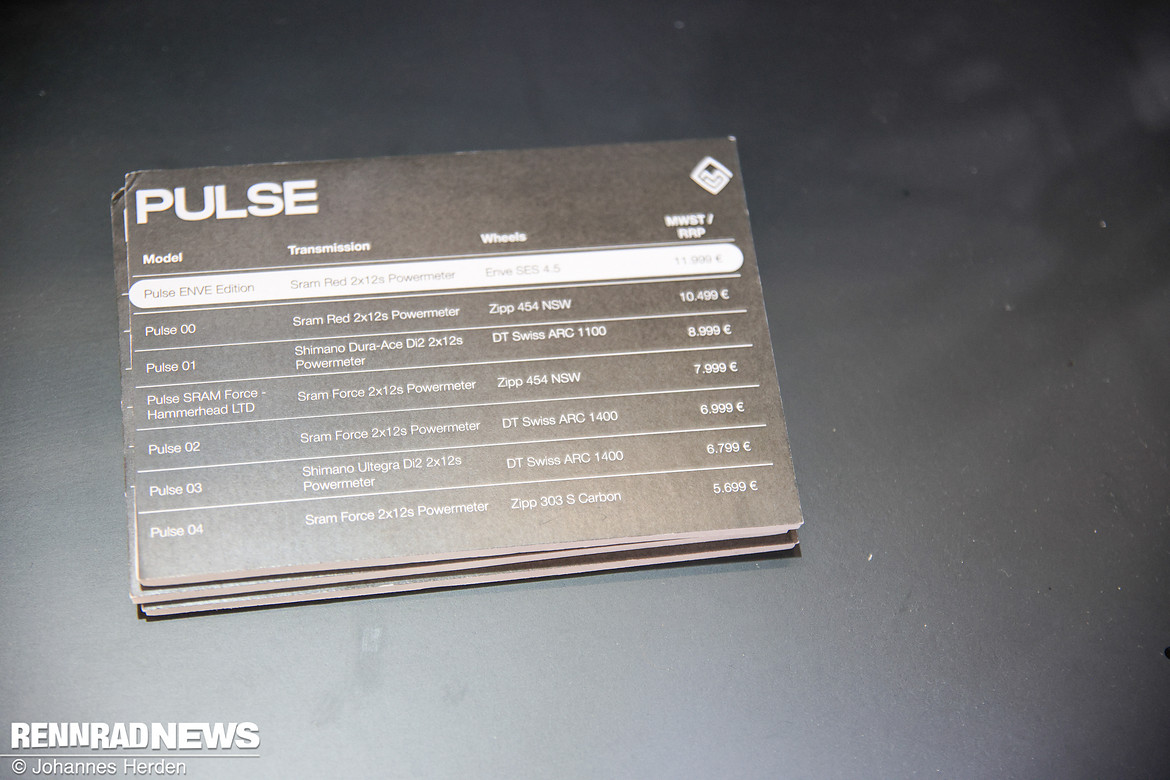 PULSE
Model Transmission Wheels MWST / RRP
Pulse ENVE Edition Sram Red 2x12s Powermeter Enve SES 4.5 11.999 €
Pulse 00 Sram Red 2x12s Powermeter Zipp 454 NSW 10.499 €
Pulse 01 Shimano Dura-Ace Di2 2x12s Powermeter DT Swiss ARC 1100 8.999 €
Pulse SRAM Force - Hammerhead LTD Sram Force 2x12s Powermeter Zipp 454 NSW 7.999 €
Pulse 02 Sram Force 2x12s Powermeter DT Swiss ARC 1400 6.999 €
Pulse 03 Shimano Ultegra Di2 2x12s Powermeter DT Swiss ARC 1400 6.799 €
Pulse 04 Sram Force 2x12s Powermeter Zipp 303 S Carbon 5.699 €
RENNRADNEWS
© Johannes Herden